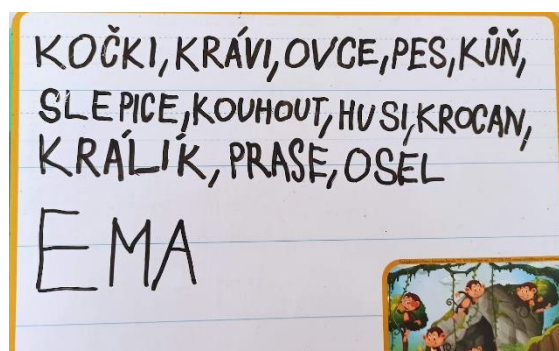 KOČKI, KRÁVI, OVCE, PES, KŮŇ,
SLEPICE, KOUHOUT, HUSI, KROCAN,
KRÁLÍK, PRASE, OSEL
EMA